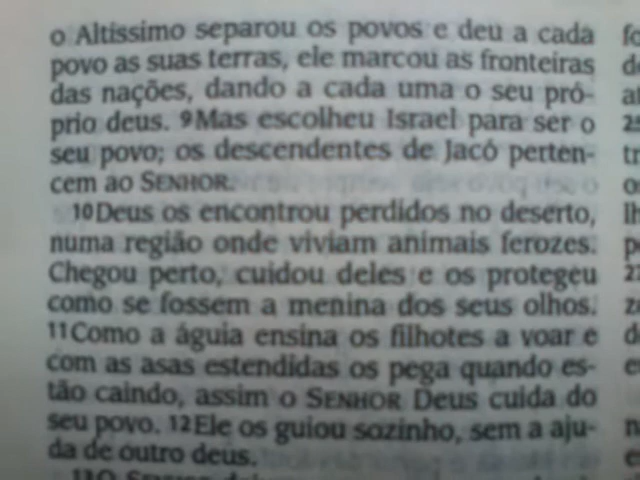 o Altíssimo separou os povos e deu a cada
povo as suas terras, ele marcou as fronteiras
das nações, dando a cada uma o seu pró-
prio deus. 9Mas escolheu Israel para ser o
seu povo; os descendentes de Jacó perten-
cem ao SENHOR.
10Deus os encontrou perdidos no deserto,
numa região onde viviam animais ferozes.
Chegou perto, cuidou deles e os protegeu
como se fossem a menina dos seus olhos.
11Como a águia ensina os filhotes a voar e
com as asas estendidas os pega quando es-
tão caindo, assim o SENHOR Deus cuida do
seu povo. 12Ele os guiou sozinho, sem a aju-
da de outro deus.